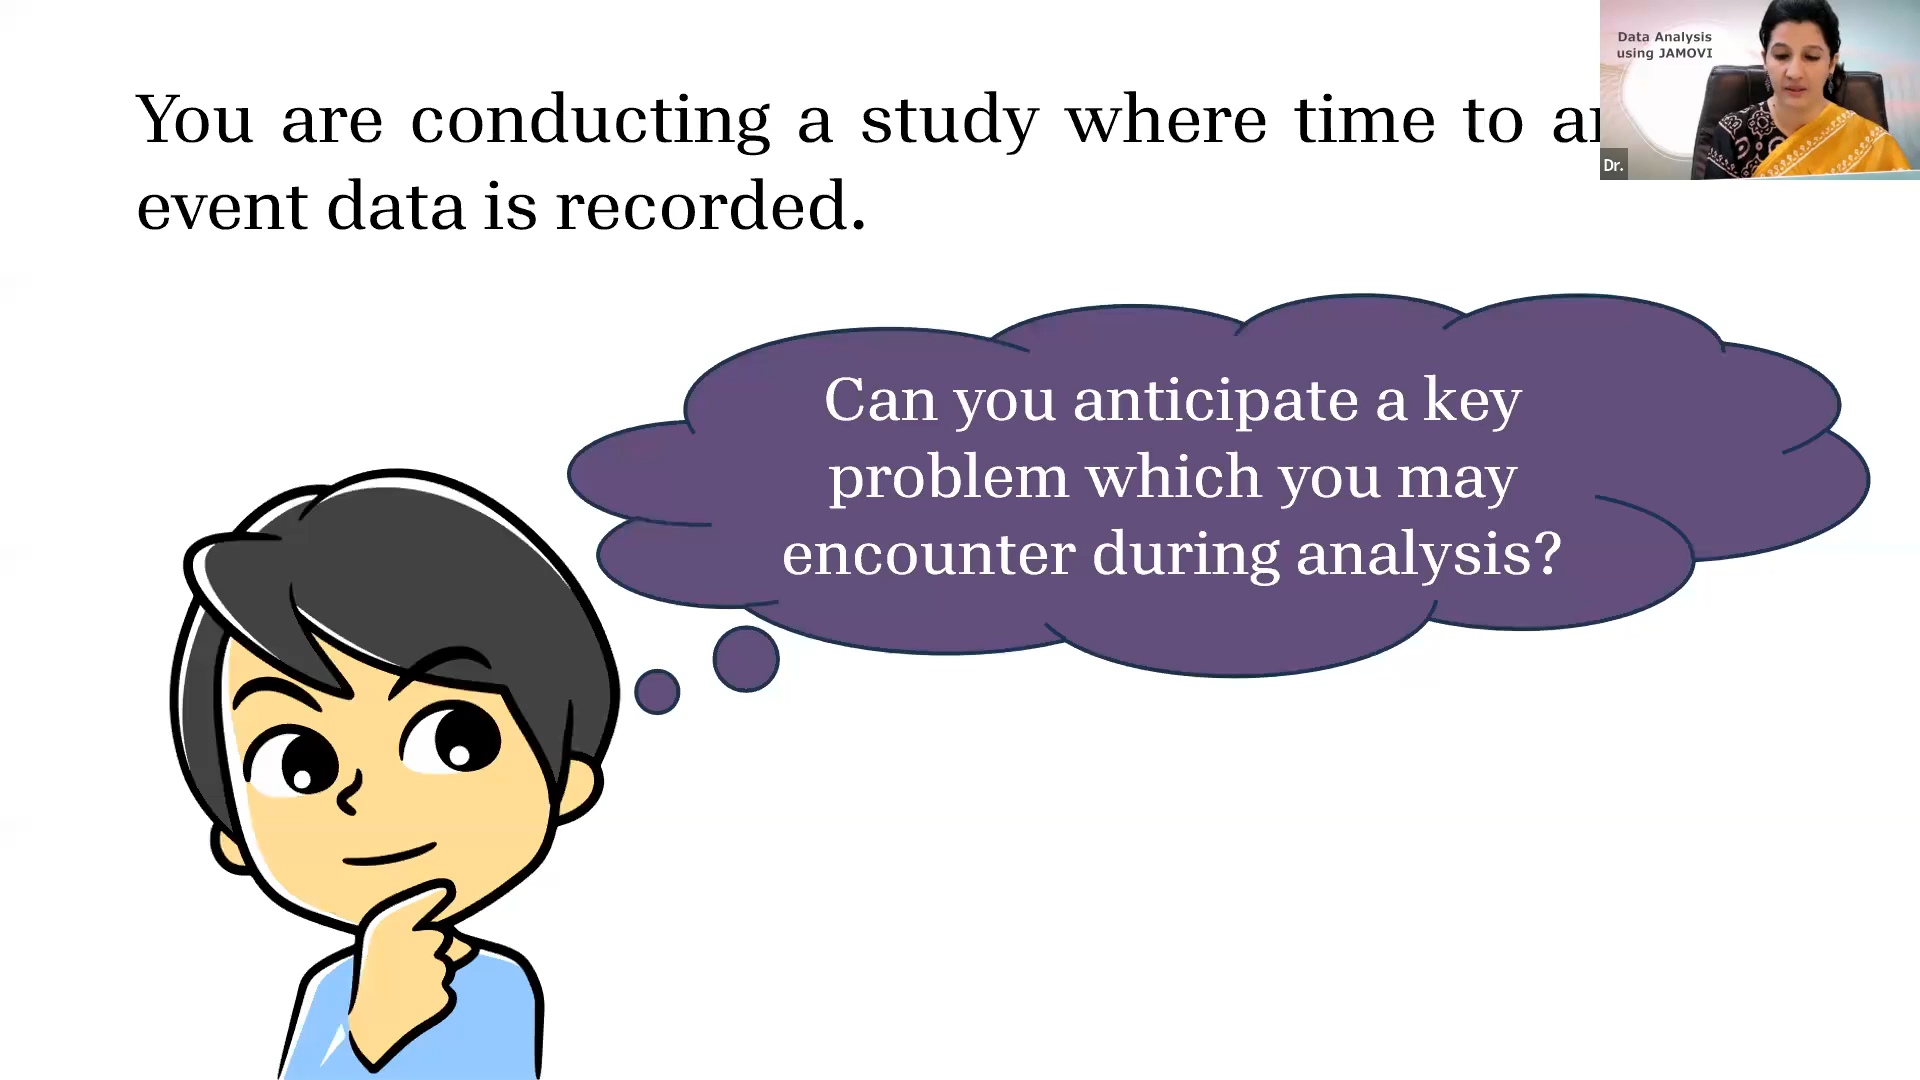 You are conducting a study where time to
event data is recorded.
Can you anticipate a key
problem which you may
encounter during analysis?
Data Analysis
using JAMOVI
Dr.